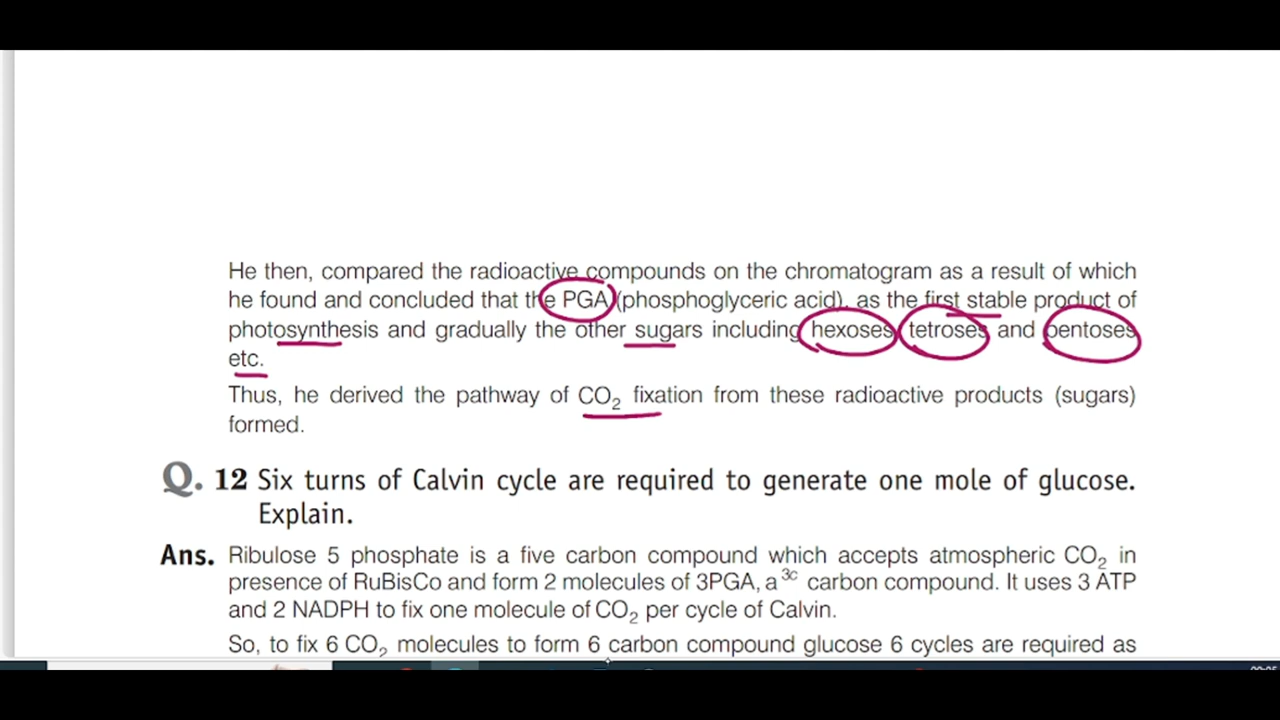 He then, compared the radioactive compounds on the chromatogram as a result of which
he found and concluded that the PGA (phosphoglyceric acid), as the first stable product of
photosynthesis and gradually the other sugars including hexoses, tetroses and pentoses
etc.
Thus, he derived the pathway of CO₂ fixation from these radioactive products (sugars)
formed.
Q. 12 Six turns of Calvin cycle are required to generate one mole of glucose.
Explain.
Ans. Ribulose 5 phosphate is a five carbon compound which accepts atmospheric CO₂ in
presence of RuBisCo and form 2 molecules of 3PGA, a 3c carbon compound. It uses 3 ATP
and 2 NADPH to fix one molecule of CO₂ per cycle of Calvin.
So, to fix 6 CO₂ molecules to form 6 carbon compound glucose 6 cycles are required as